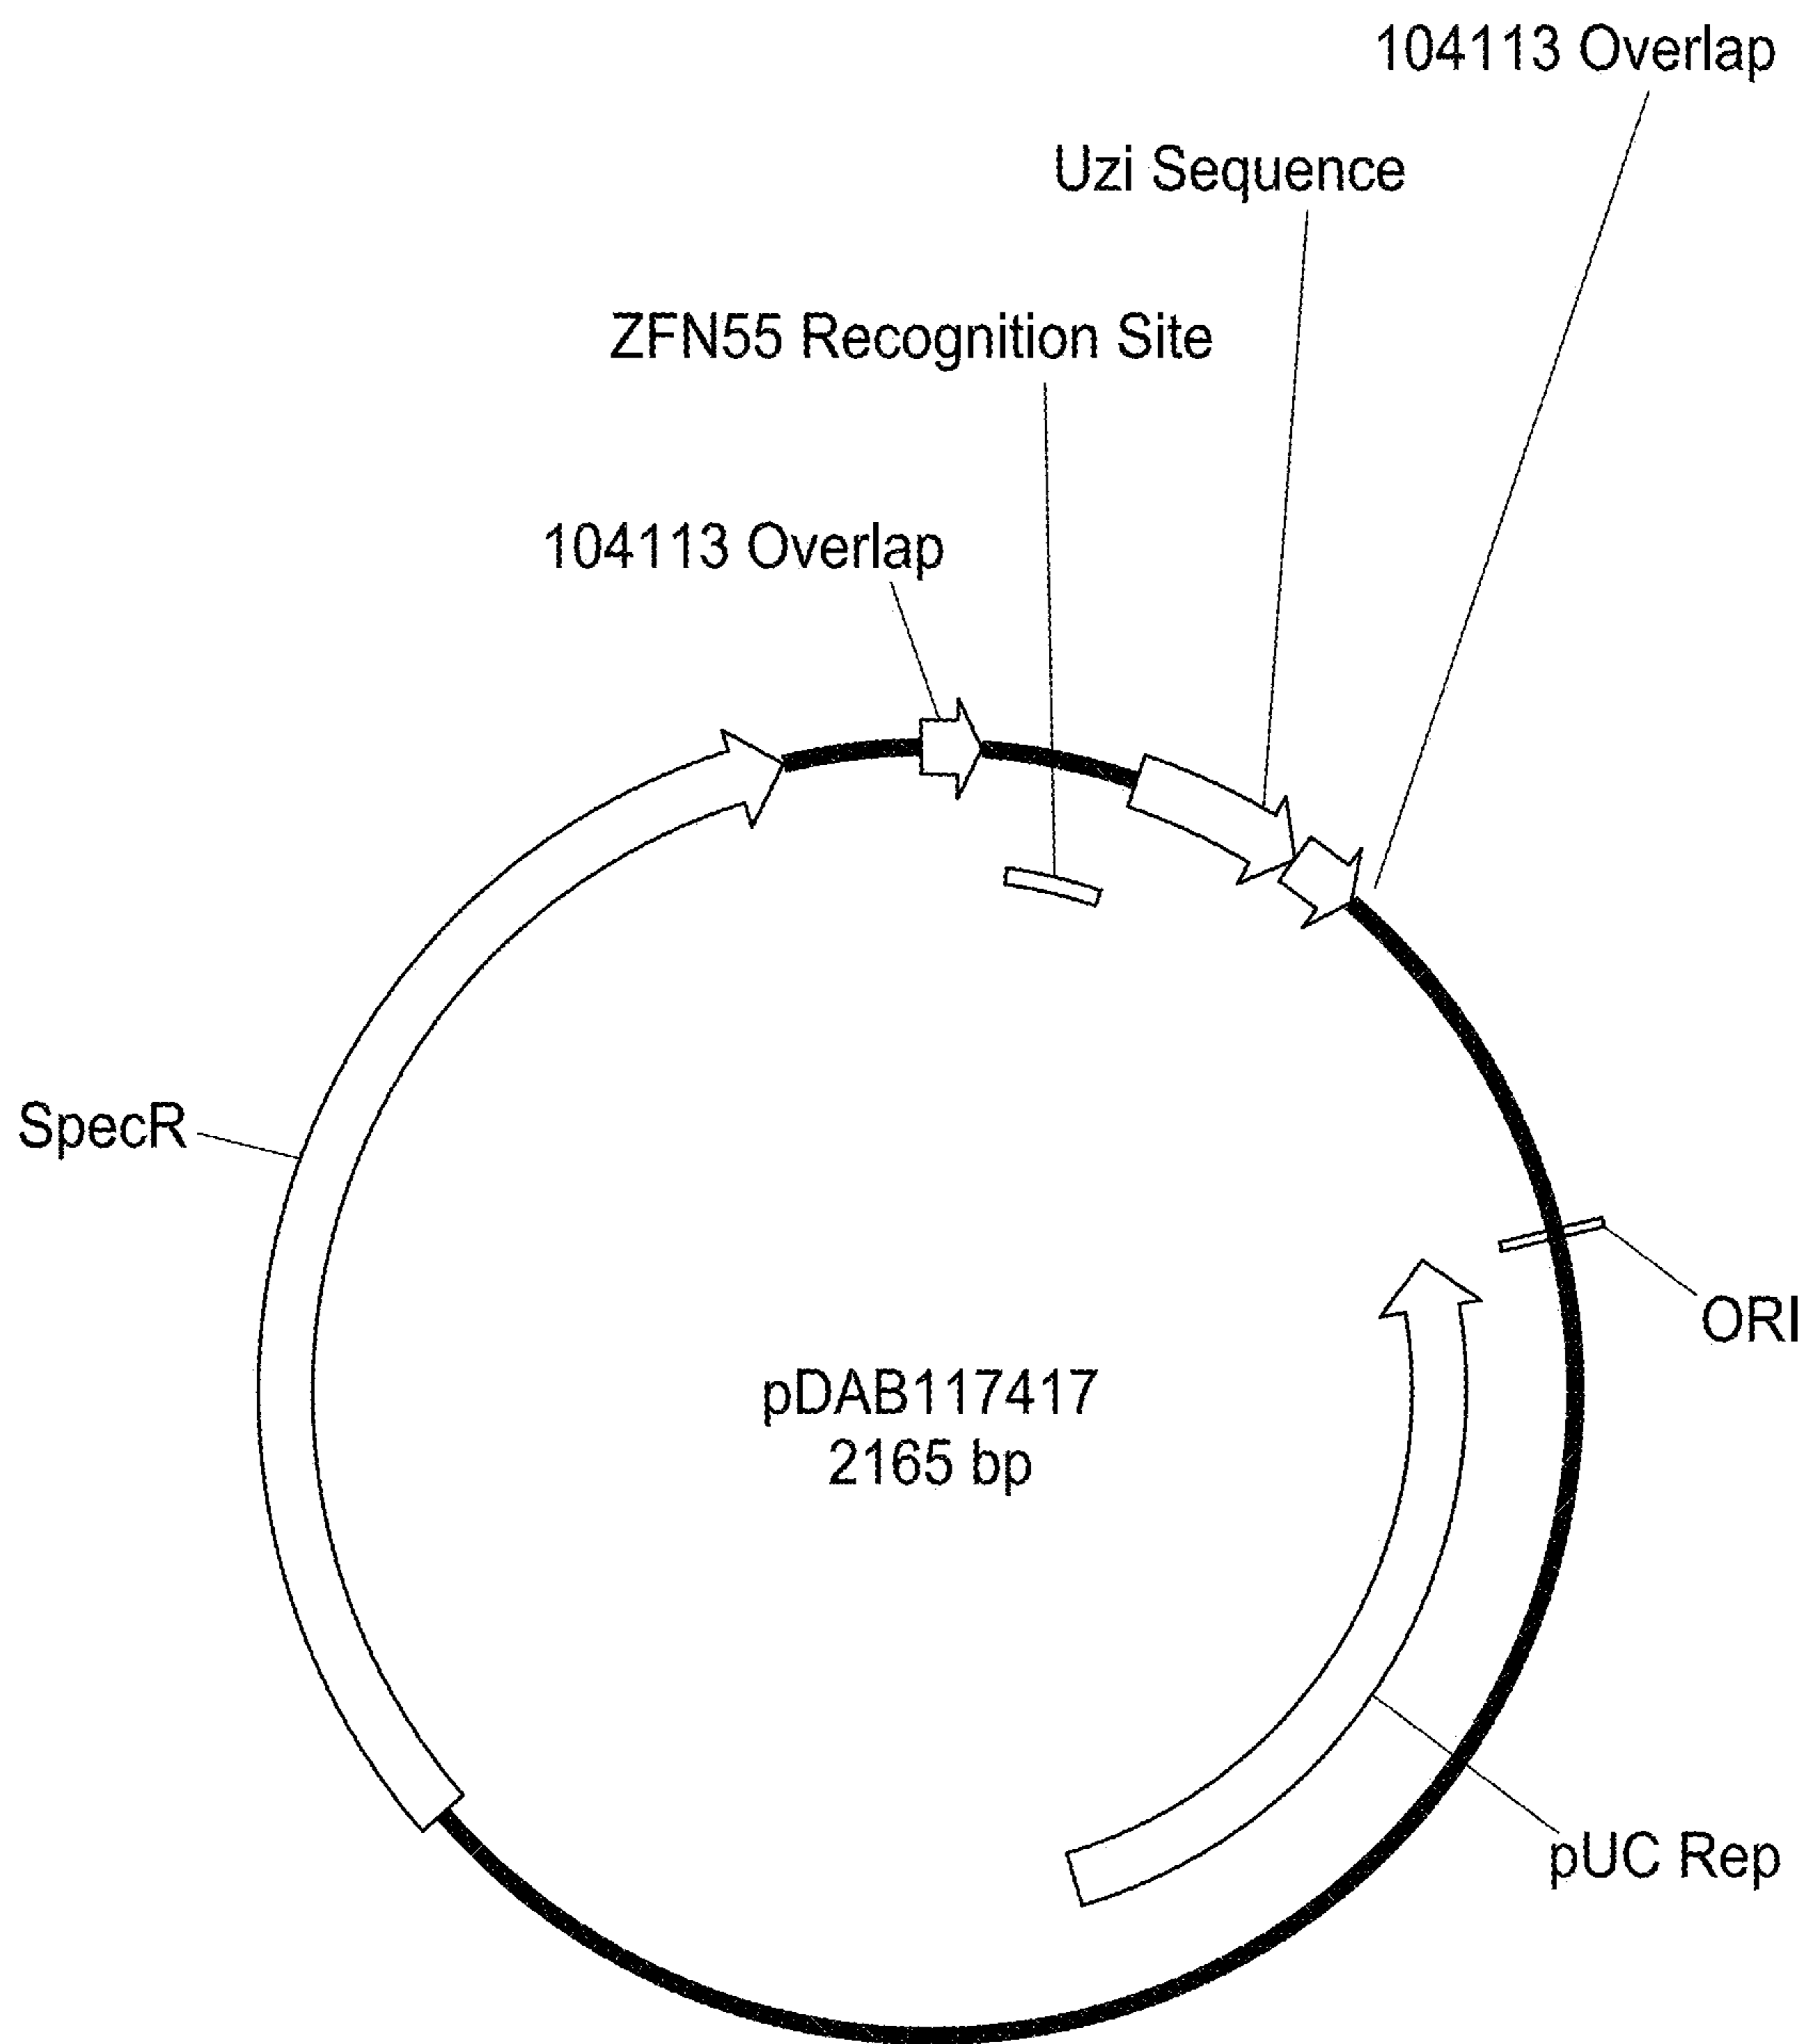 104113 Overlap
Uzi Sequence
ZFN55 Recognition Site
104113 Overlap
SpecR
ORI
pDAB117417
2165 bp
pUC Rep